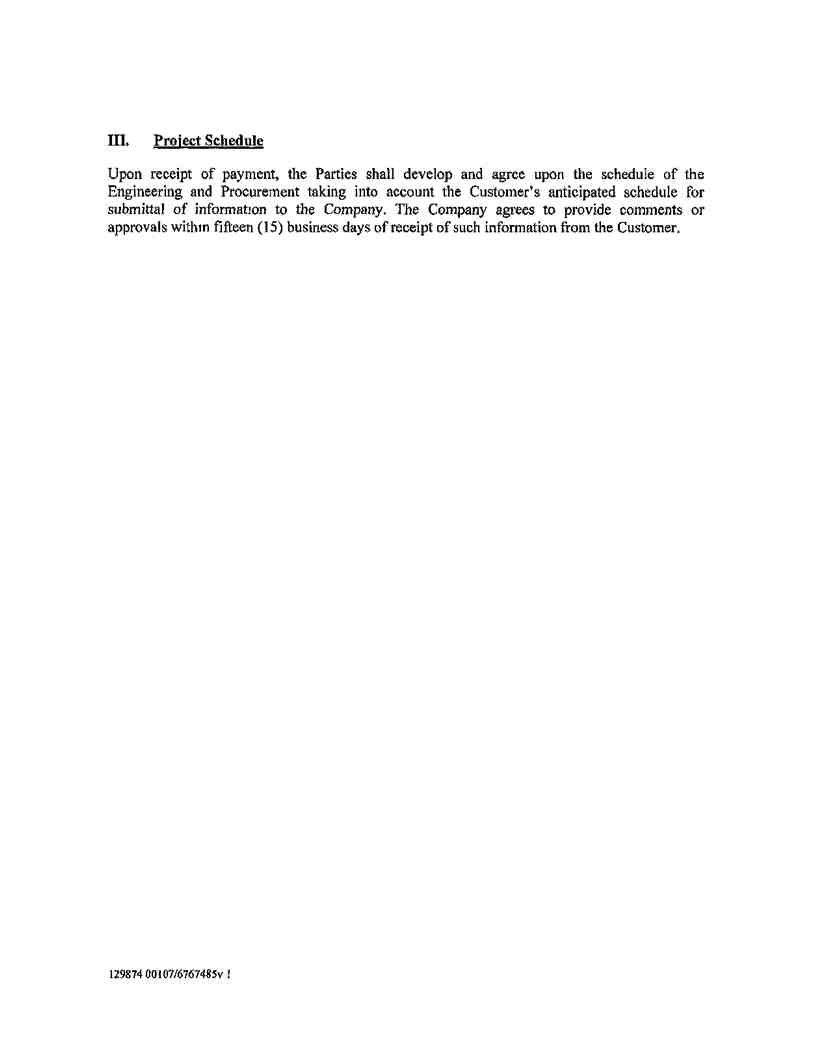 III. Project Schedule
Upon receipt of payment, the Parties shall develop and agree upon the schedule of the
Engineering and Procurement taking into account the Customer's anticipated schedule for
submittal of information to the Company. The Company agrees to provide comments or
approvals within fifteen (15) business days of receipt of such information from the Customer.
129874 00107/6767485v !